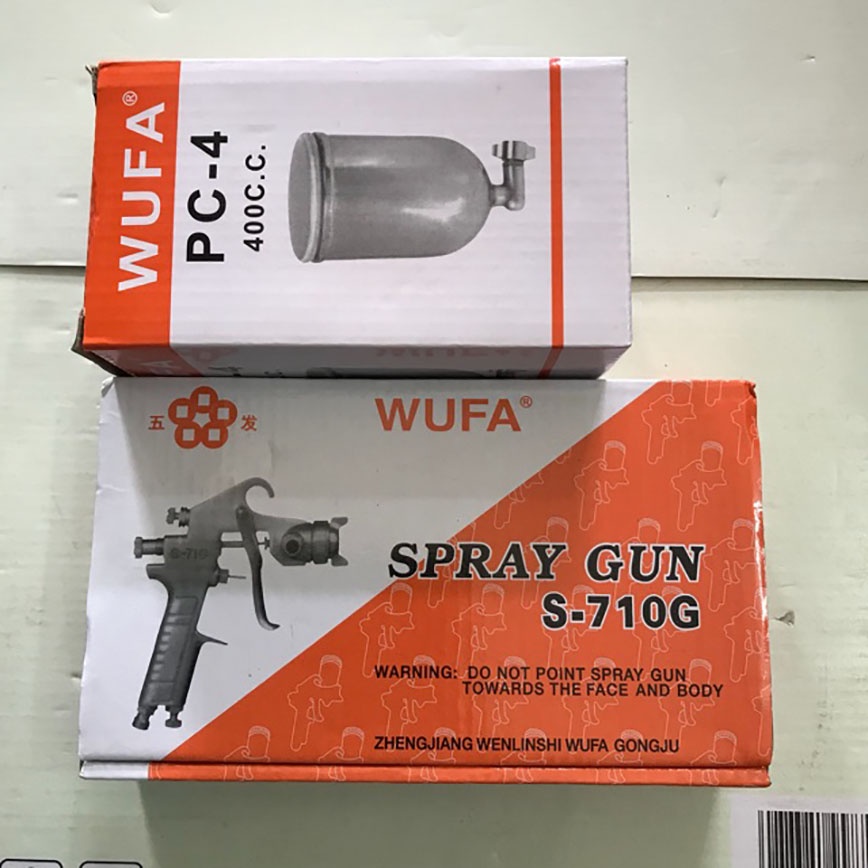 WUFA®
PC-4
400C.C.
五 发
WUFA®
S-710
SPRAY GUN
S-710G
WARNING: DO NOT POINT SPRAY GUN
TOWARDS THE FACE AND BODY
ZHENGJIANG WENLINSHI WUFA GONGJU